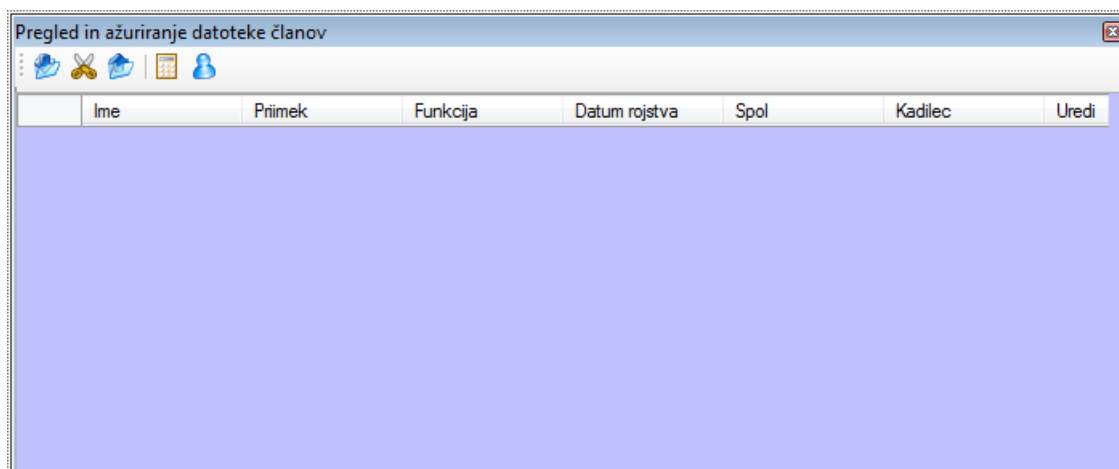 Pregled in ažuriranje datoteke članov
Ime Priimek Funkcija Datum rojstva Spol Kadilec Uredi